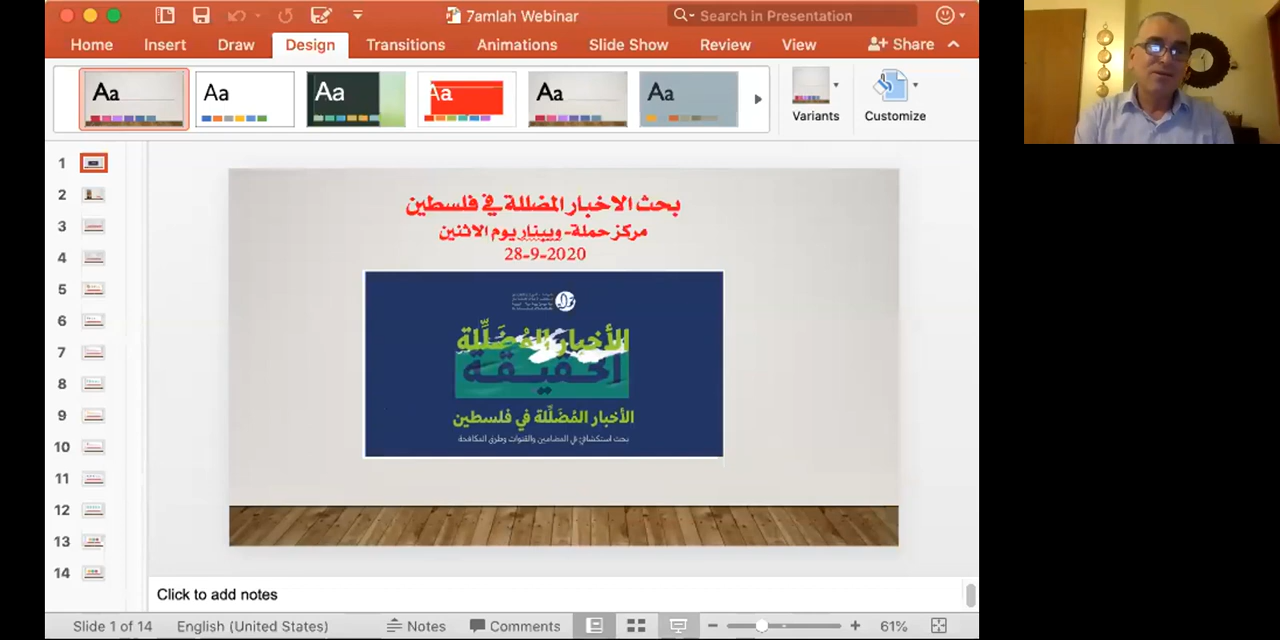 7amlah Webinar
Search in Presentation
Home Insert Draw Design Transitions Animations Slide Show Review View Share
Aa Aa Aa Aa Aa Aa
Variants Customize
1
2
3
4
5
6
7
8
9
10
11
12
13
14
بحث الاخبار المضللة في فلسطين
مركز حملة- ويبينار يوم الاثنين
28-9-2020
الأخبار المُضَلِّلة
الحقيقة
الأخبار المُضَلِّلة في فلسطين
بحث استكشافيّ في المضامين والقنوات وطرق المكافحة
Click to add notes
Slide 1 of 14 English (United States) Notes Comments 61%